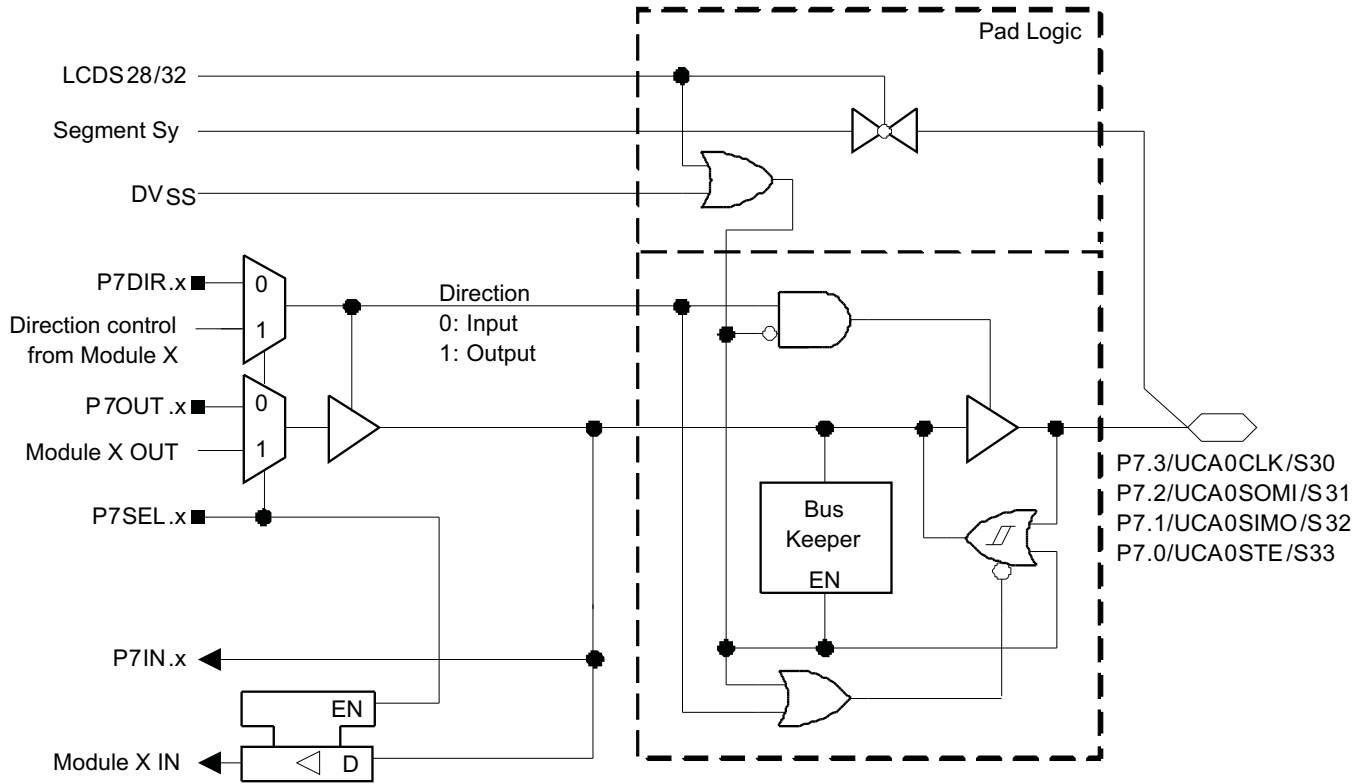 Pad Logic
LCDS28/32
Segment Sy
DVSS
P7DIR.x
0
Direction control
from Module X
1
Direction
0: Input
1: Output
P7OUT.x
0
Module X OUT
1
P7SEL.x
Bus
Keeper
EN
P7.3/UCA0CLK/S30
P7.2/UCA0SOMI/S31
P7.1/UCA0SIMO/S32
P7.0/UCA0STE/S33
P7IN.x
EN
Module X IN
D